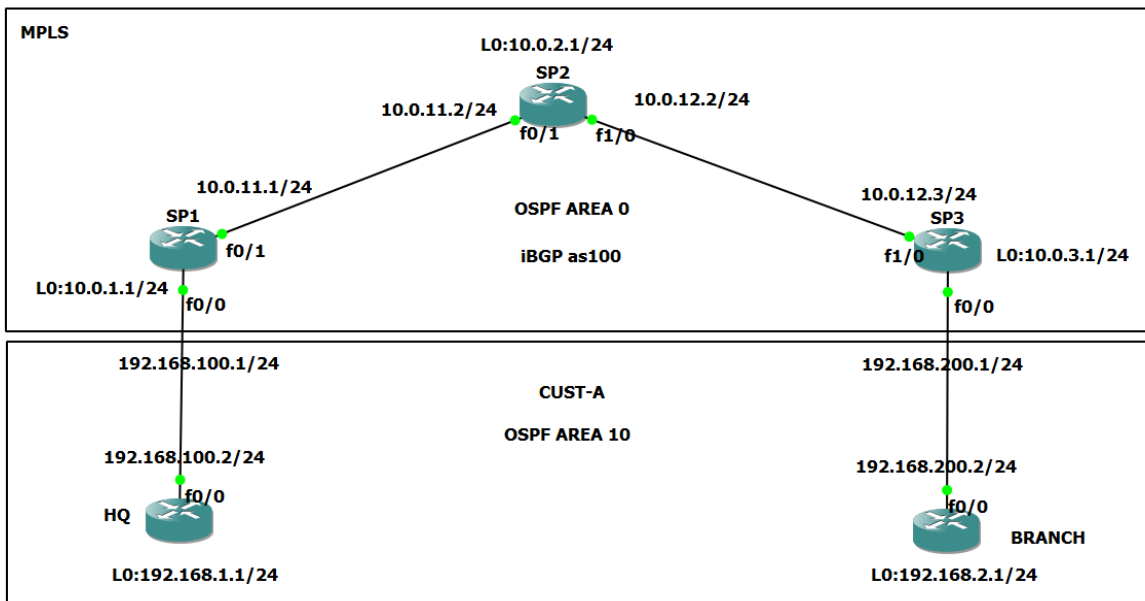 MPLS
L0:10.0.2.1/24
SP2
10.0.11.2/24
10.0.12.2/24
f0/1
f1/0
10.0.11.1/24
10.0.12.3/24
SP1
OSPF AREA 0
SP3
f0/1
iBGP as100
f1/0
L0:10.0.3.1/24
L0:10.0.1.1/24
f0/0
f0/0
192.168.100.1/24
192.168.200.1/24
CUST-A
OSPF AREA 10
192.168.100.2/24
192.168.200.2/24
f0/0
f0/0
HQ
BRANCH
L0:192.168.1.1/24
L0:192.168.2.1/24